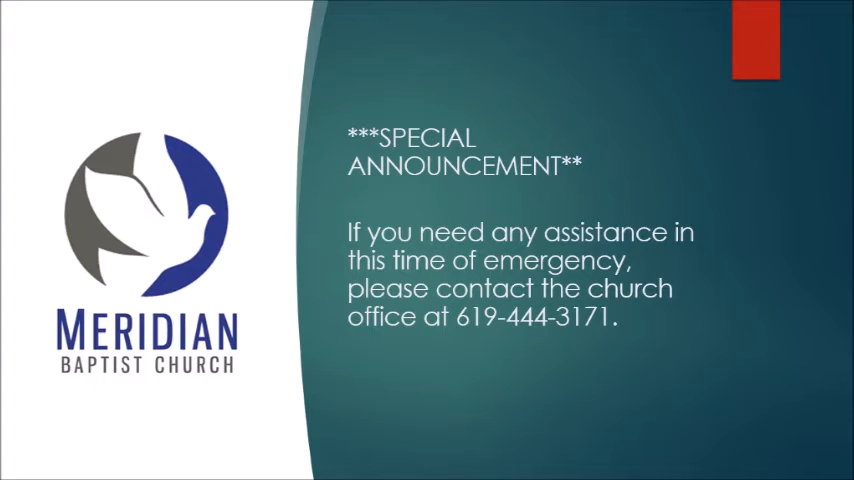 ***SPECIAL
ANNOUNCEMENT**
If you need any assistance in
this time of emergency,
please contact the church
office at 619-444-3171.
MERIDIAN
BAPTIST CHURCH